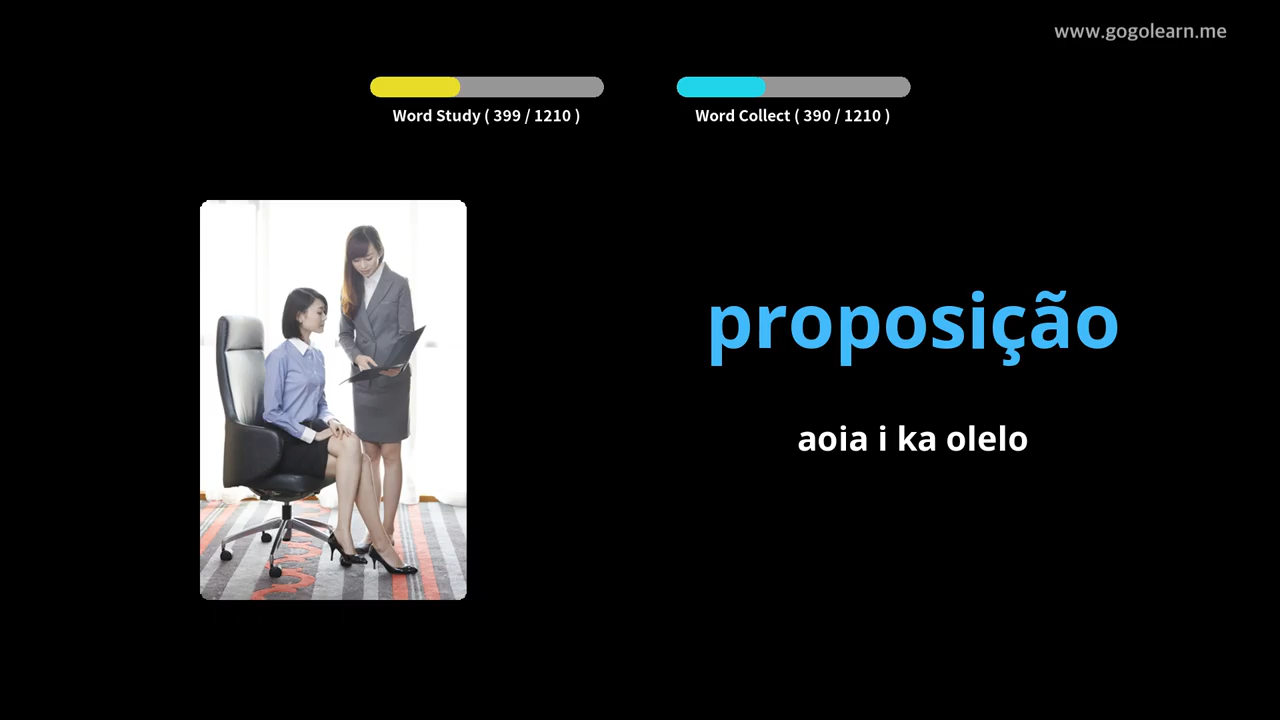 www.gogolearn.me
Word Study ( 399 / 1210 )
Word Collect ( 390 / 1210 )
proposição
aoia i ka olelo